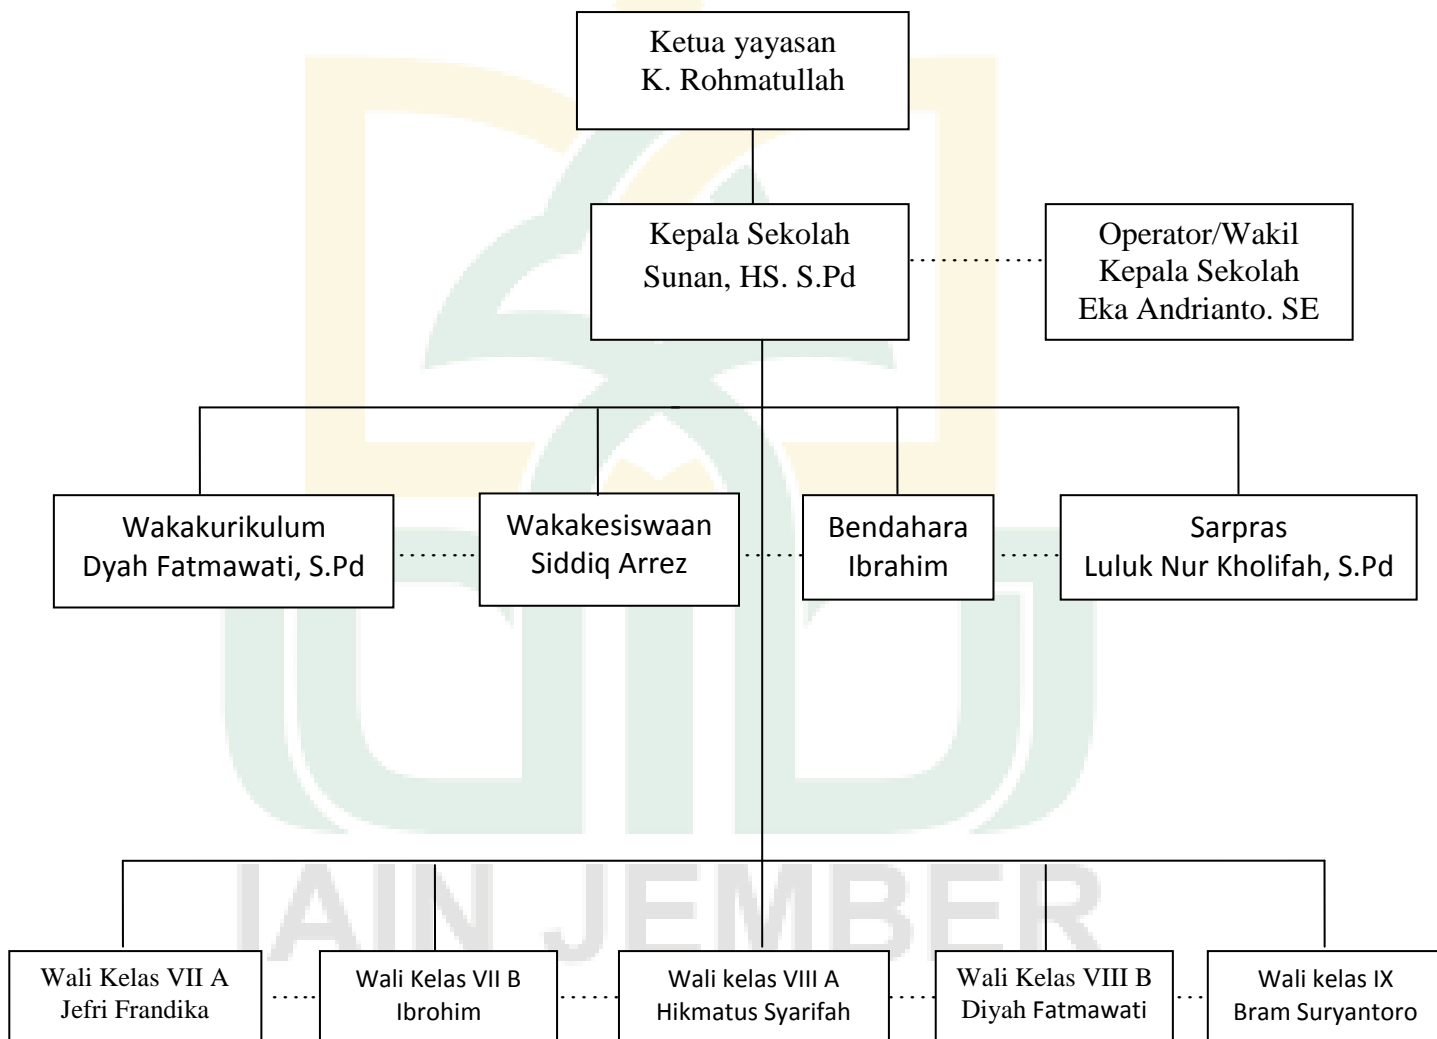 Ketua yayasan
K. Rohmatullah
Kepala Sekolah
Sunan, HS. S.Pd
Operator/Wakil
Kepala Sekolah
Eka Andrianto. SE
Wakakurikulum
Dyah Fatmawati, S.Pd
Wakakesiswaan
Siddiq Arrez
Bendahara
Ibrahim
Sarpras
Luluk Nur Kholifah, S.Pd
IAIN JEMBER
Wali Kelas VII A
Jefri Frandika
Wali Kelas VII B
Ibrohim
Wali kelas VIII A
Hikmatus Syarifah
Wali Kelas VIII B
Diyah Fatmawati
Wali kelas IX
Bram Suryantoro